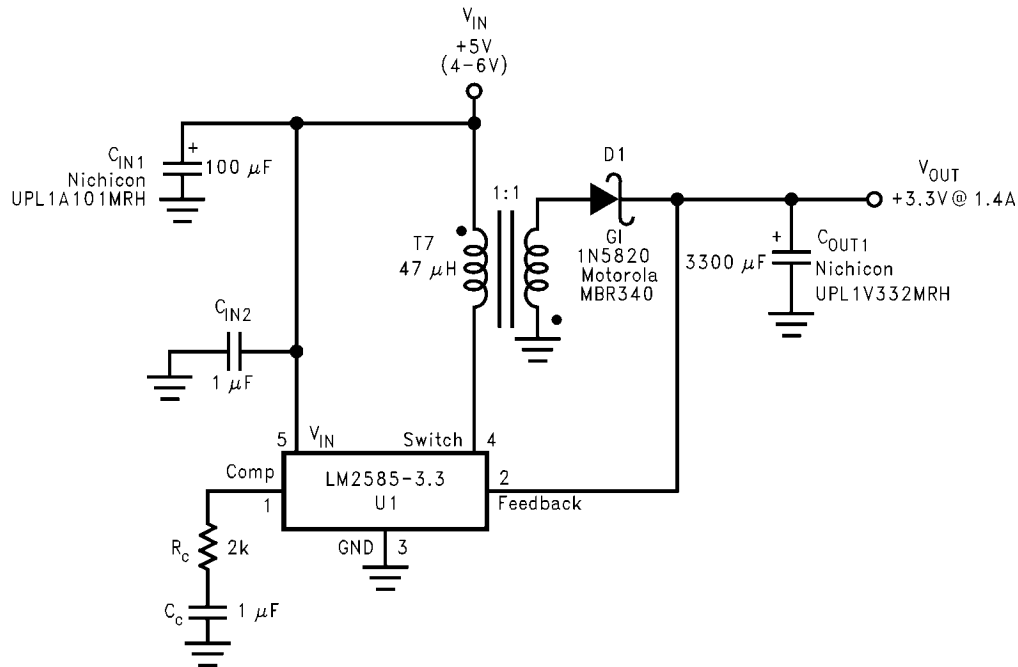 V_IN
+5V
(4-6V)
C_IN1
Nichicon
UPL1A101MRH
+
100 μF
D1
1:1
V_OUT
+3.3V@ 1.4A
T7
47 μH
GI
1N5820
Motorola
MBR340
+
3300 μF
C_OUT1
Nichicon
UPL1V332MRH
C_IN2
1 μF
5
V_IN
Switch
4
Comp
1
LM2585-3.3
U1
2
Feedback
GND
3
R_c
2k
C_c
1 μF